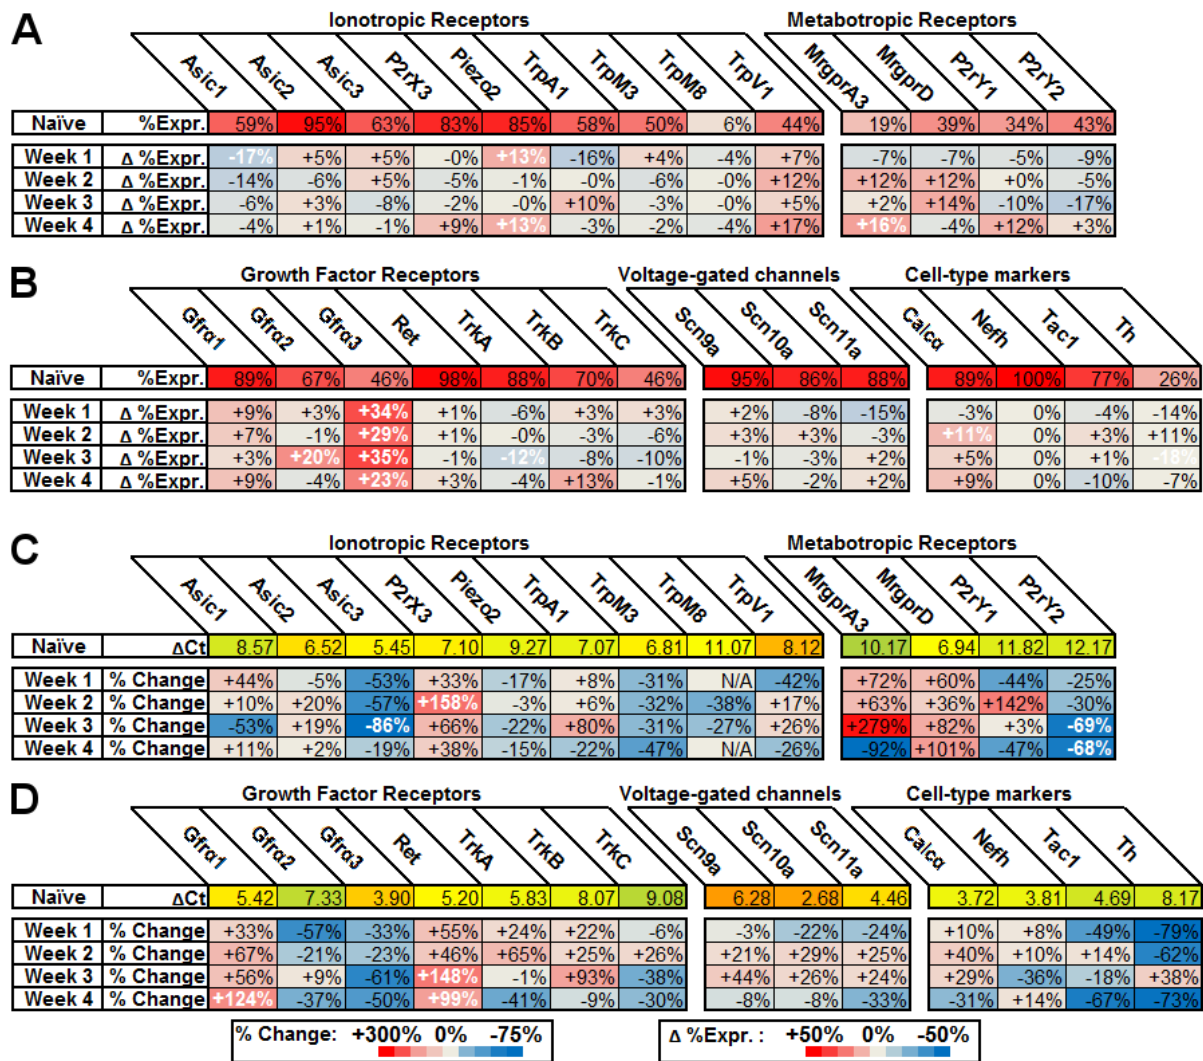 A
Ionotropic Receptors Metabotropic Receptors
Asic1 Asic2 Asic3 P2rX3 Piezo2 TrpA1 TrpM3 TrpM8 TrpV1 MrgprA3 MrgprD P2rY1 P2rY2
Naïve %Expr. 59% 95% 63% 83% 85% 58% 50% 6% 44% 19% 39% 34% 43%
Week 1 Δ %Expr. -17% +5% +5% -0% +13% -16% +4% -4% +7% -7% -7% -5% -9%
Week 2 Δ %Expr. -14% -6% +5% -5% -1% -0% -6% -0% +12% +12% +12% +0% -5%
Week 3 Δ %Expr. -6% +3% -8% -2% -0% +10% -3% -0% +5% +2% +14% -10% -17%
Week 4 Δ %Expr. -4% +1% -1% +9% +13% -3% -2% -4% +17% +16% -4% +12% +3%
B
Growth Factor Receptors Voltage-gated channels Cell-type markers
Gfrα1 Gfrα2 Gfrα3 Ret TrkA TrkB TrkC Scn9a Scn10a Scn11a Calcα Nefh Tac1 Th
Naïve %Expr. 89% 67% 46% 98% 88% 70% 46% 95% 86% 88% 89% 100% 77% 26%
Week 1 Δ %Expr. +9% +3% +34% +1% -6% +3% +3% +2% -8% -15% -3% 0% -4% -14%
Week 2 Δ %Expr. +7% -1% +29% +1% -0% -3% -6% +3% +3% -3% +11% 0% +3% +11%
Week 3 Δ %Expr. +3% +20% +35% -1% -12% -8% -10% -1% -3% +2% +5% 0% +1% -18%
Week 4 Δ %Expr. +9% -4% +23% +3% -4% +13% -1% +5% -2% +2% +9% 0% -10% -7%
C
Ionotropic Receptors Metabotropic Receptors
Asic1 Asic2 Asic3 P2rX3 Piezo2 TrpA1 TrpM3 TrpM8 TrpV1 MrgprA3 MrgprD P2rY1 P2rY2
Naïve ΔCt 8.57 6.52 5.45 7.10 9.27 7.07 6.81 11.07 8.12 10.17 6.94 11.82 12.17
Week 1 % Change +44% -5% -53% +33% -17% +8% -31% N/A -42% +72% +60% -44% -25%
Week 2 % Change +10% +20% -57% +158% -3% +6% -32% -38% +17% +63% +36% +142% -30%
Week 3 % Change -53% +19% -86% +66% -22% +80% -31% -27% +26% +279% +82% +3% -69%
Week 4 % Change +11% +2% -19% +38% -15% -22% -47% N/A -26% -92% +101% -47% -68%
D
Growth Factor Receptors Voltage-gated channels Cell-type markers
Gfrα1 Gfrα2 Gfrα3 Ret TrkA TrkB TrkC Scn9a Scn10a Scn11a Calcα Nefh Tac1 Th
Naïve ΔCt 5.42 7.33 3.90 5.20 5.83 8.07 9.08 6.28 2.68 4.46 3.72 3.81 4.69 8.17
Week 1 % Change +33% -57% -33% +55% +24% +22% -6% -3% -22% -24% +10% +8% -49% -79%
Week 2 % Change +67% -21% -23% +46% +65% +25% +26% +21% +29% +25% +40% +10% +14% -62%
Week 3 % Change +56% +9% -61% +148% -1% +93% -38% +44% +26% +24% +29% -36% -18% +38%
Week 4 % Change +124% -37% -50% +99% -41% -9% -30% -8% -8% -33% -31% +14% -67% -73%
% Change: +300% 0% -75% Δ %Expr. : +50% 0% -50%